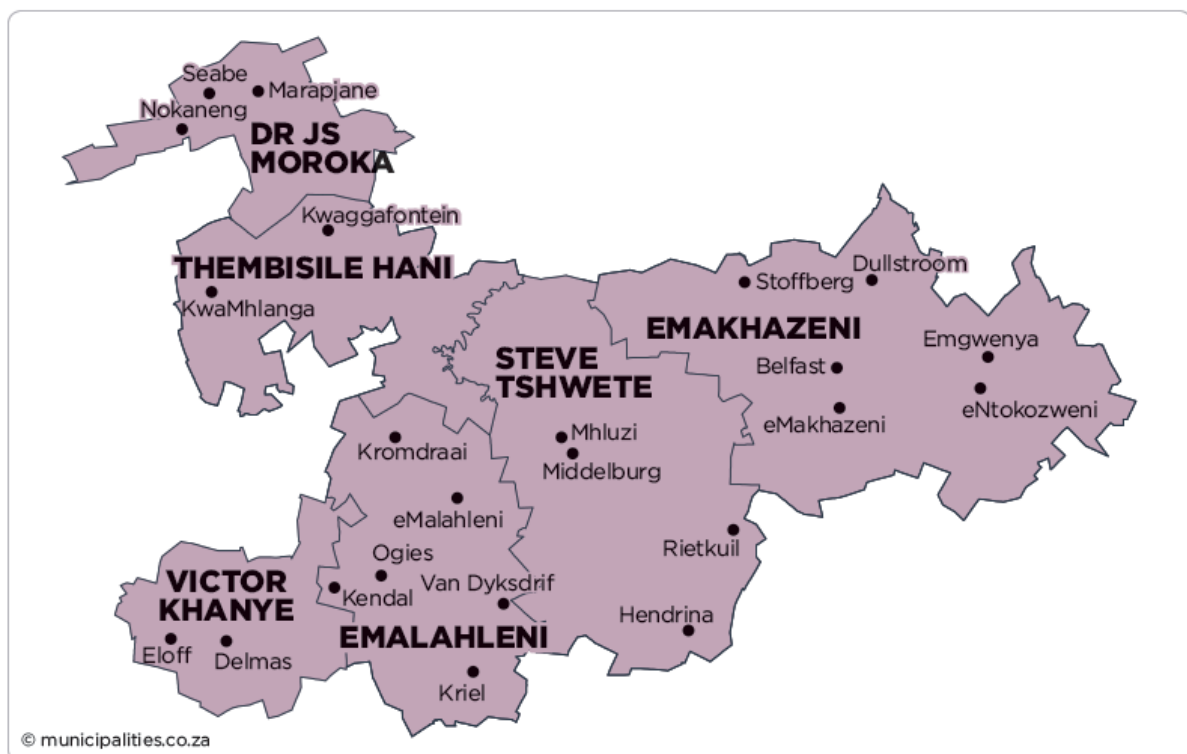 Seabe
Marapjane
Nokaneng
DR JS
MOROKA
Kwaggafontein
THEMBISILE HANI
KwaMhlanga
Dullstroom
Stoffberg
EMAKHAZENI
Emgwenya
STEVE
TSHWETE
Belfast
eNtokozweni
eMakhazeni
Mhluzi
Kromdraai
Middelburg
eMalahleni
Rietkuil
Ogies
VICTOR
KHANYE
Van Dyksdrif
Kendal
Hendrina
EMALAHLENI
Eloff
Delmas
Kriel
© municipalities.co.za